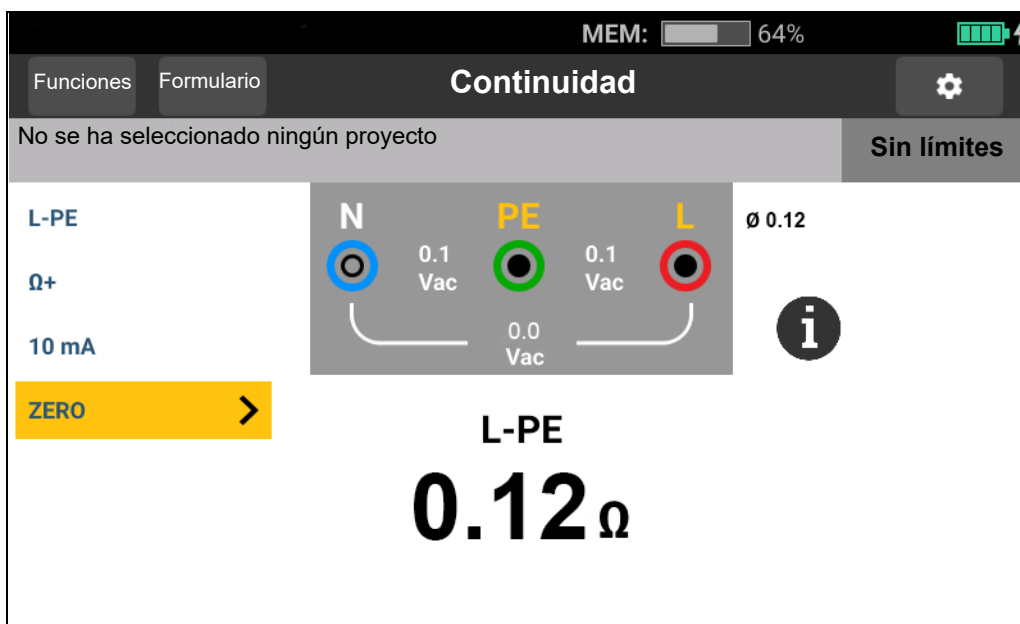 MEM: 64%
Funciones Formulario Continuidad
No se ha seleccionado ningún proyecto
Sin límites
L-PE
Ω+
10 mA
ZERO
N PE L
0.1 Vac
0.1 Vac
0.0 Vac
Ø 0.12
i
L-PE
0.12 Ω